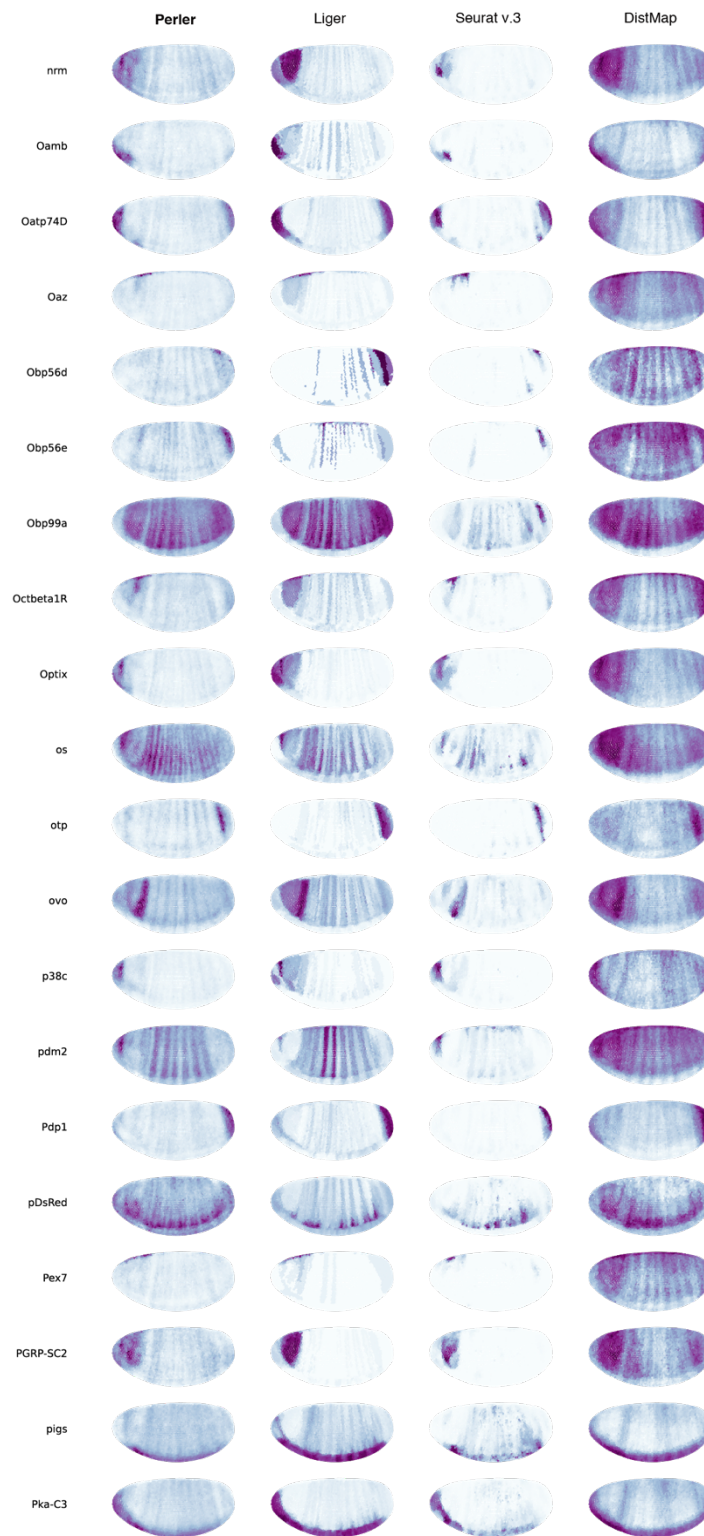 Perler Liger Seurat v.3 DistMap
nrm
Oamb
Oatp74D
Oaz
Obp56d
Obp56e
Obp99a
Octbeta1R
Optix
os
otp
ovo
p38c
pdm2
Pdp1
pDsRed
Pex7
PGRP-SC2
pigs
Pka-C3